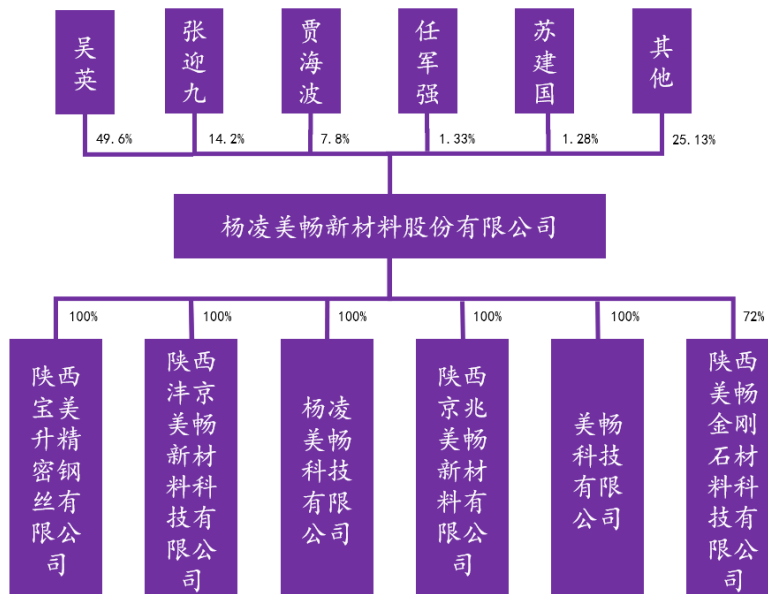 吴英
张迎九
贾海波
任军强
苏建国
其他
49.6%
14.2%
7.8%
1.33%
1.28%
25.13%
杨凌美畅新材料股份有限公司
100%
100%
100%
100%
100%
72%
陕西
宝美
升精
密钢
丝有
限公
司
陕西
沣京
美畅
新材
料科
技有
限公
司
杨凌
美畅
科技
有限
公司
陕西
京兆
美畅
新材
料有
限公
司
美畅
科技
有限
公司
陕西
美畅
金刚
石材
料科
技有
限公
司